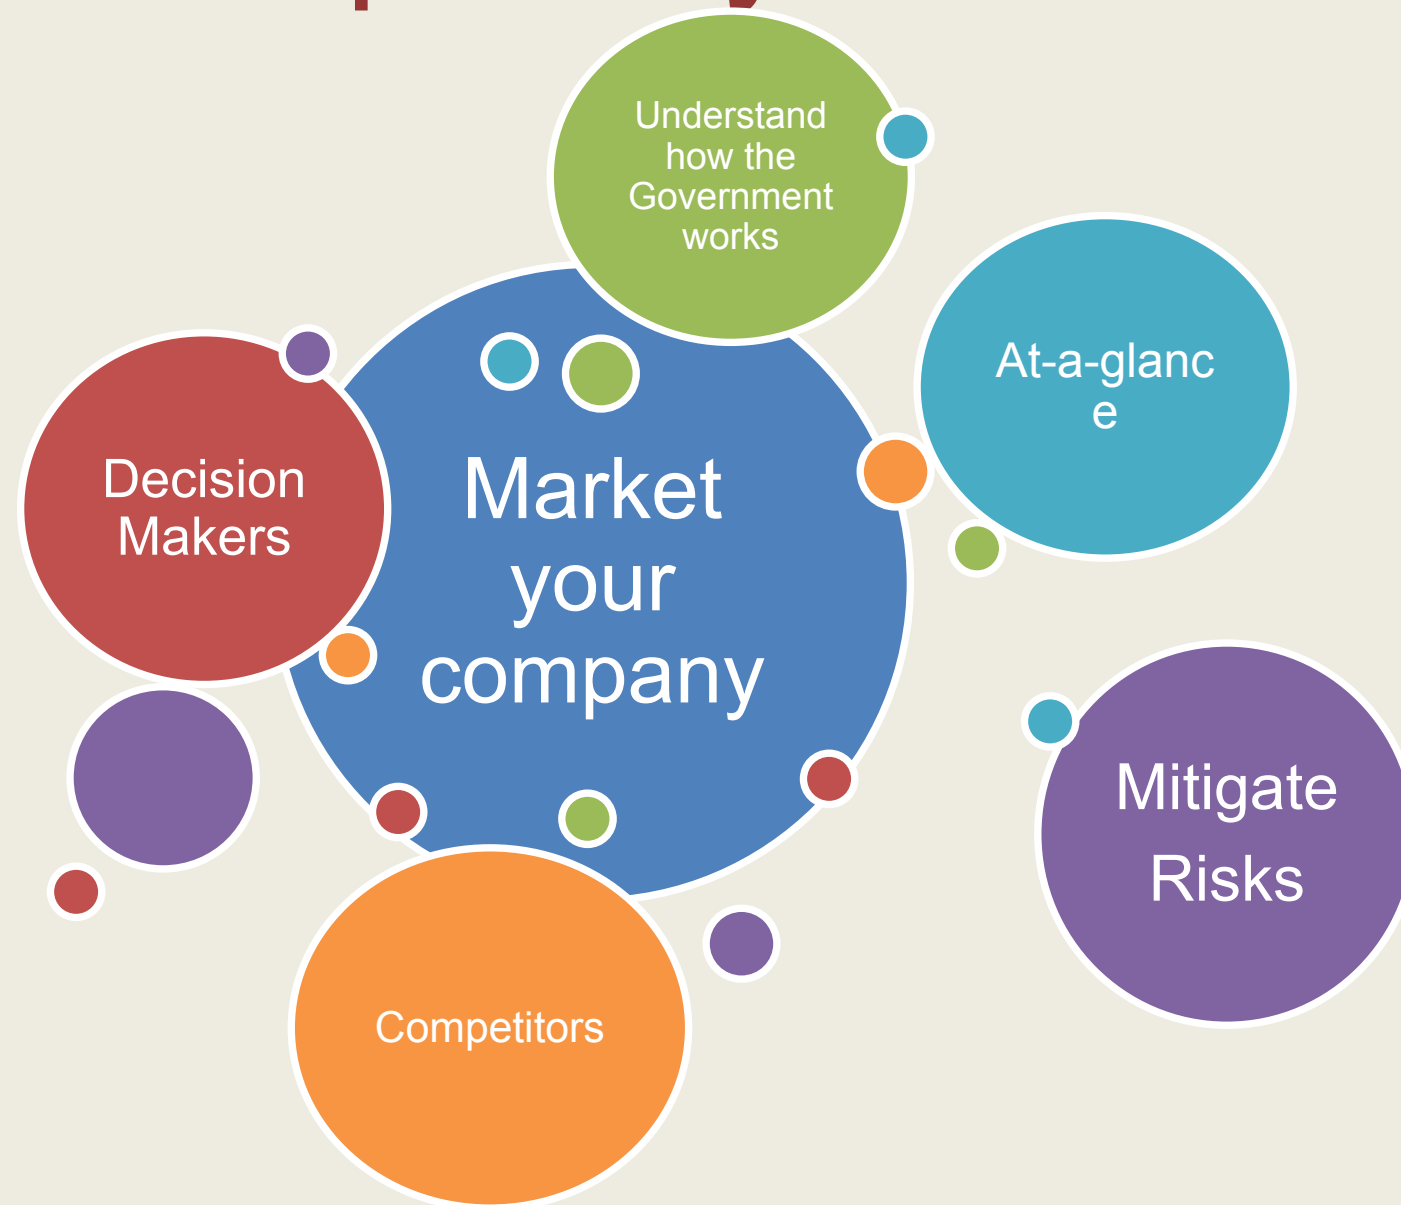 Understand
how the
Government
works
At-a-glanc
e
Decision
Makers
Market
your
company
Mitigate
Risks
Competitors